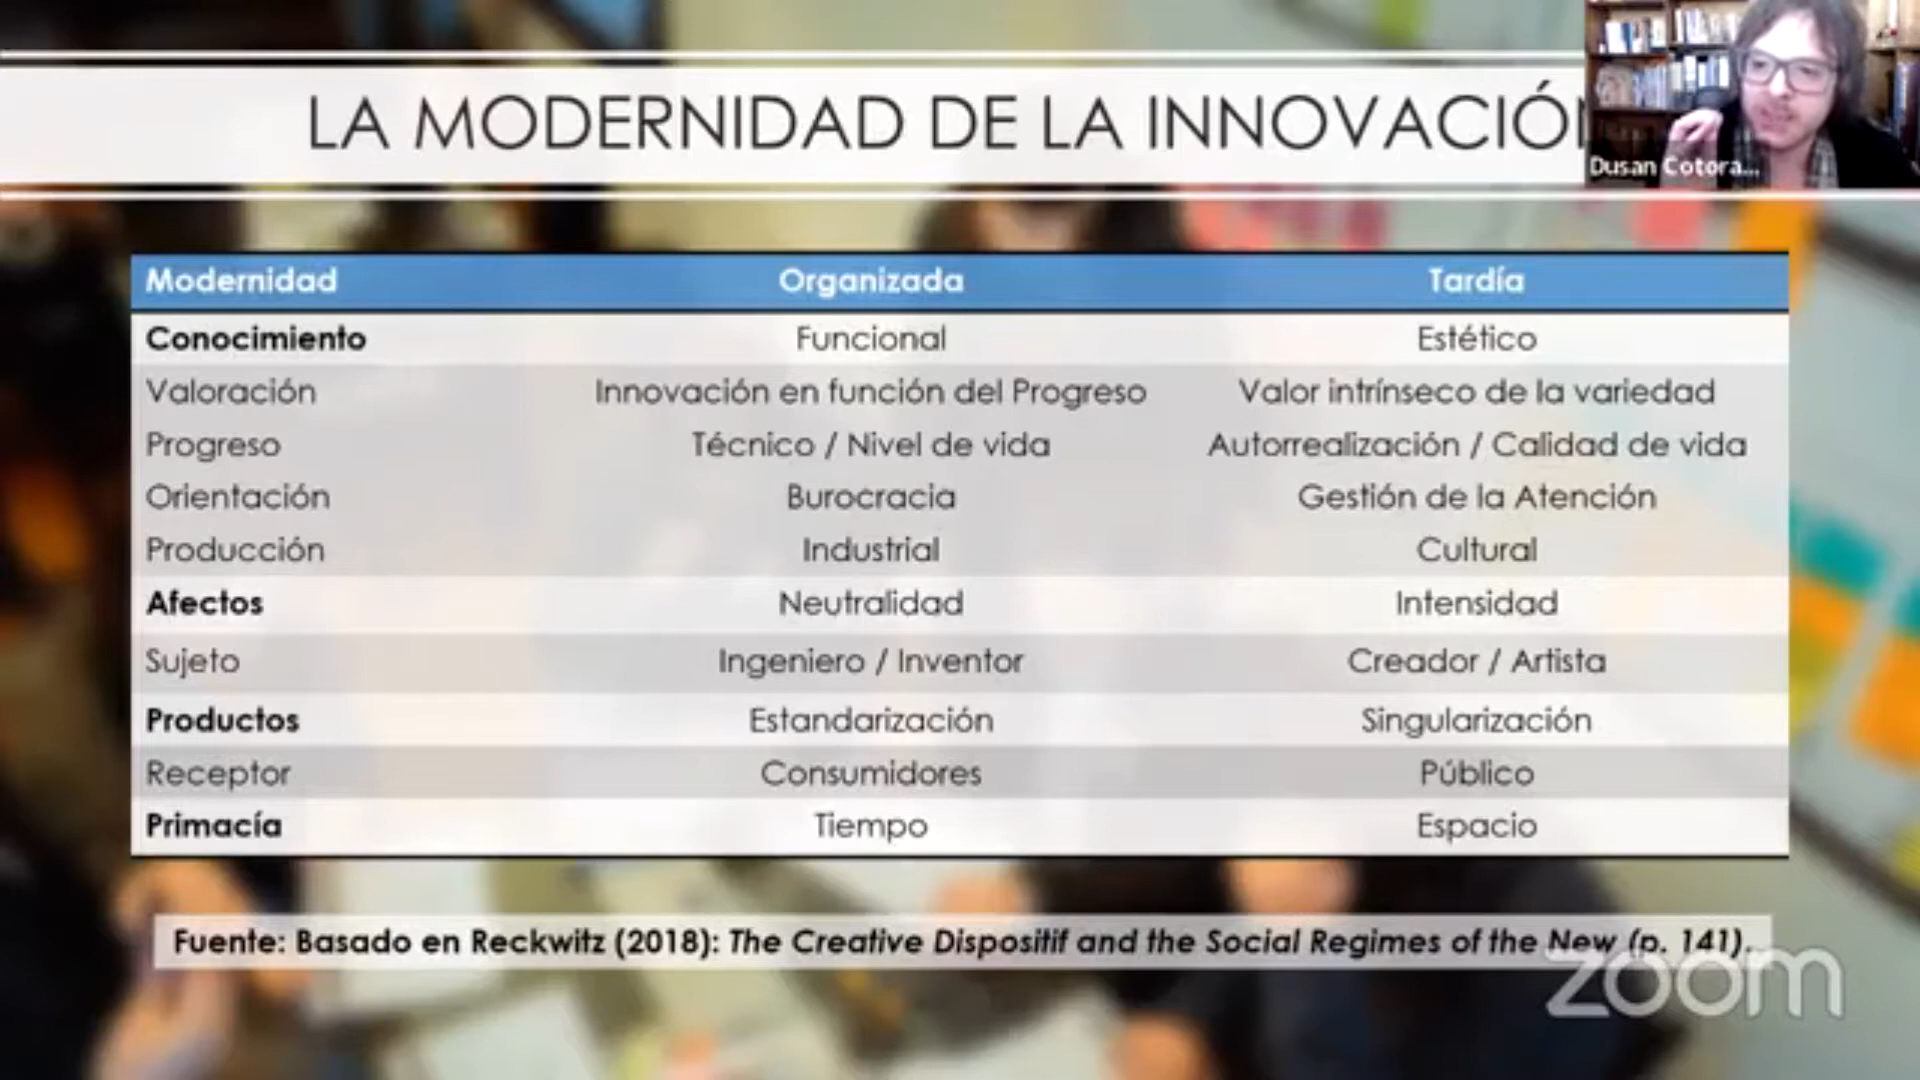 LA MODERNIDAD DE LA INNOVACIÓN
Dusan Cotora...
Modernidad Organizada Tardía
Conocimiento Funcional Estético
Valoración Innovación en función del Progreso Valor intrínseco de la variedad
Progreso Técnico / Nivel de vida Autorrealización / Calidad de vida
Orientación Burocracia Gestión de la Atención
Producción Industrial Cultural
Afectos Neutralidad Intensidad
Sujeto Ingeniero / Inventor Creador / Artista
Productos Estandarización Singularización
Receptor Consumidores Público
Primacía Tiempo Espacio
Fuente: Basado en Reckwitz (2018): The Creative Dispositif and the Social Regimes of the New (p. 141).
zoom